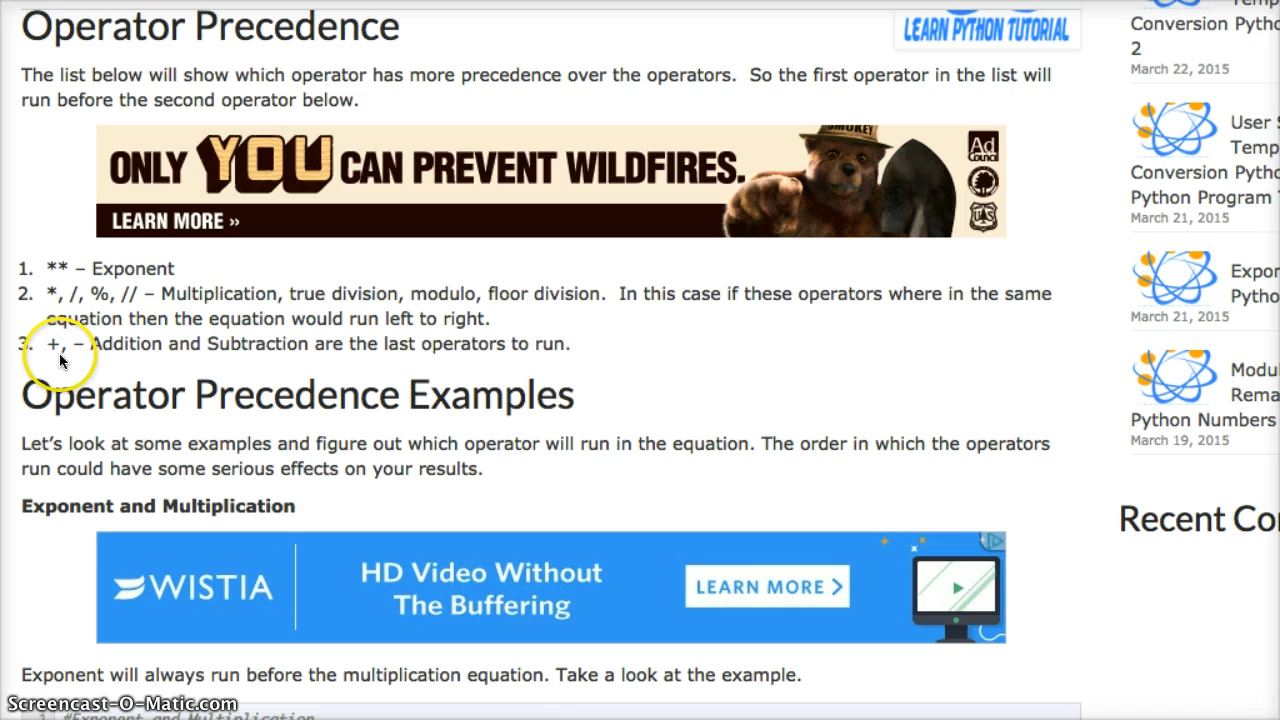 Operator Precedence
LEARN PYTHON TUTORIAL
The list below will show which operator has more precedence over the operators. So the first operator in the list will
run before the second operator below.
ONLY YOU CAN PREVENT WILDFIRES.
LEARN MORE »
SMOKEY
Ad
Council
U S
1. ** – Exponent
2. *, /, %, // – Multiplication, true division, modulo, floor division. In this case if these operators where in the same
equation then the equation would run left to right.
3. +, – Addition and Subtraction are the last operators to run.
Operator Precedence Examples
Let's look at some examples and figure out which operator will run in the equation. The order in which the operators
run could have some serious effects on your results.
Exponent and Multiplication
WISTIA
HD Video Without
The Buffering
LEARN MORE >
Exponent will always run before the multiplication equation. Take a look at the example.
1 #Exponent and Multiplication
Screencast-O-Matic.com
Conversion Pytho
2
March 22, 2015
User S
Temp
Conversion Pytho
Python Program T
March 21, 2015
Expon
Pytho
March 21, 2015
Modul
Rema
Python Numbers
March 19, 2015
Recent Co